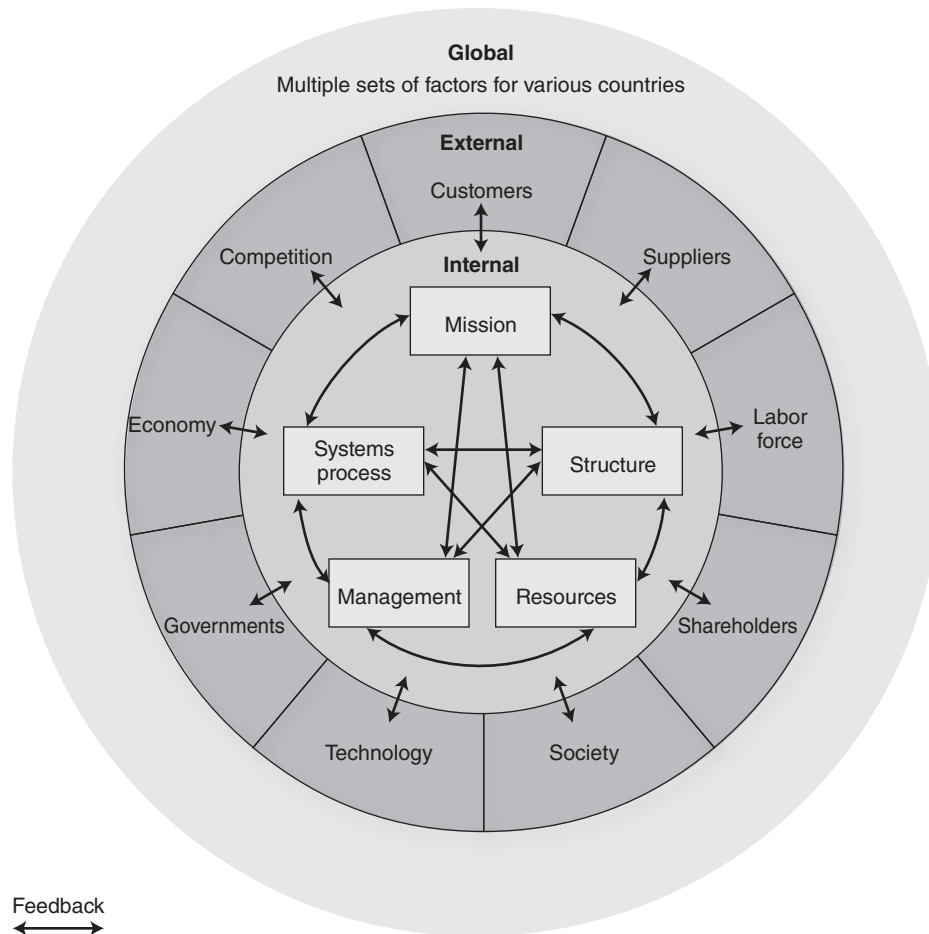 Global
Multiple sets of factors for various countries
External
Customers
Competition
Suppliers
Internal
Mission
Economy
Labor
force
Systems
process
Structure
Management
Resources
Governments
Shareholders
Technology
Society
Feedback